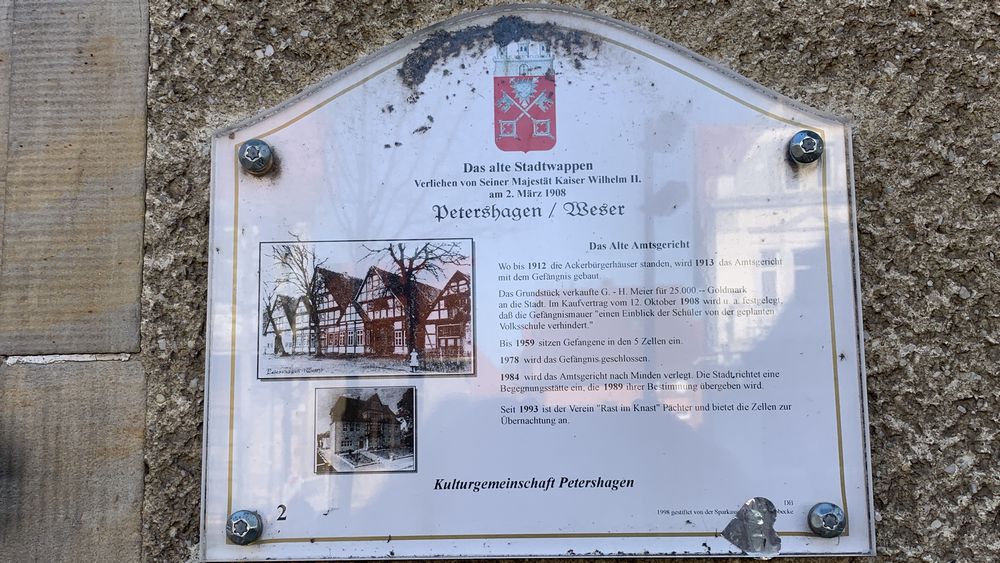 Das alte Stadtwappen
Verliehen von Seiner Majestät Kaiser Wilhelm II.
am 2. März 1908
Petershagen / Weser
Das Alte Amtsgericht
Wo bis 1912 die Ackerbürgerhäuser standen, wird 1913 das Amtsgericht
mit dem Gefängnis gebaut.
Das Grundstück verkaufte G. - H. Meier für 25.000 -- Goldmark
an die Stadt. Im Kaufvertrag vom 12. Oktober 1908 wird u. a. festgelegt,
daß die Gefängnismauer "einen Einblick der Schüler von der geplanten
Volksschule verhindert."
Bis 1959 sitzen Gefangene in den 5 Zellen ein.
1978 wird das Gefängnis geschlossen.
1984 wird das Amtsgericht nach Minden verlegt. Die Stadt richtet eine
Begegnungsstätte ein, die 1989 ihrer Bestimmung übergeben wird.
Seit 1993 ist der Verein "Rast im Knast" Pächter und bietet die Zellen zur
Übernachtung an.
Petershagen (Weser)
Kulturgemeinschaft Petershagen
2
DB
1998 gestiftet von der